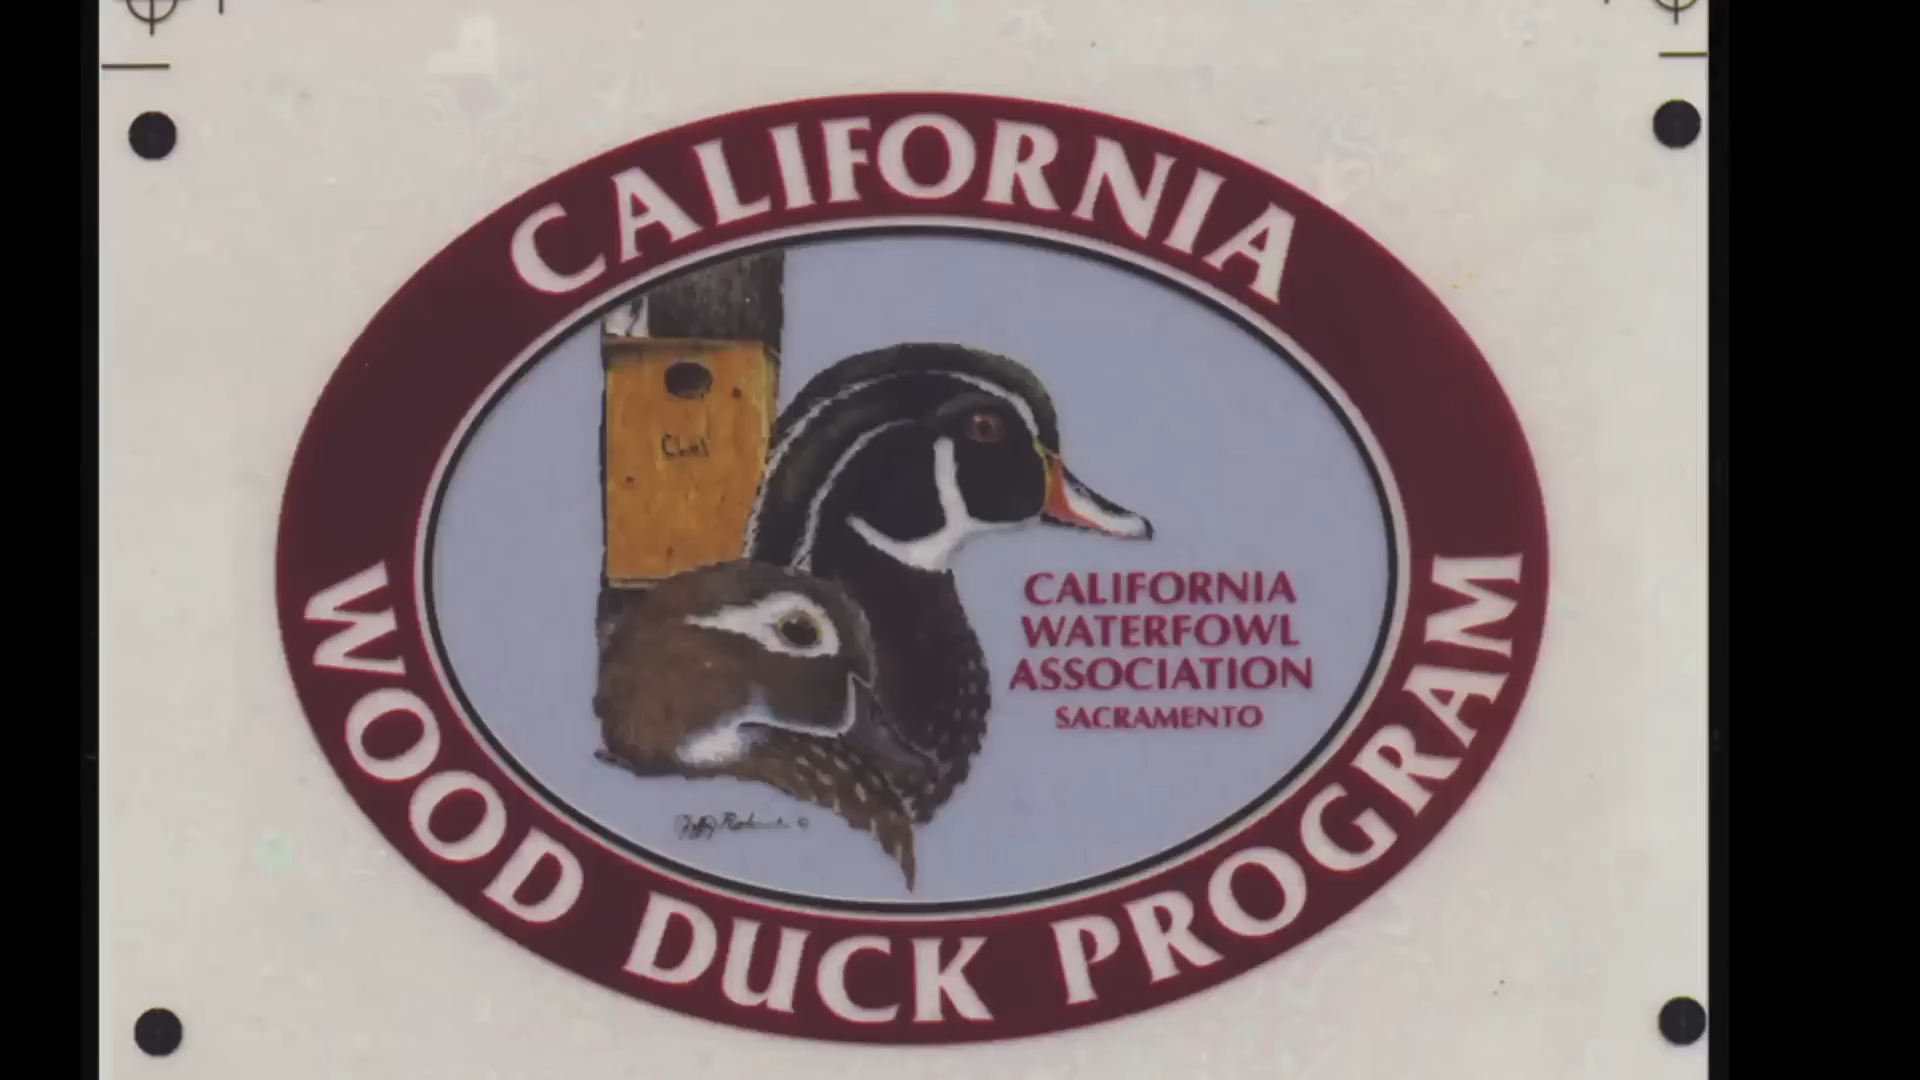 CALIFORNIA
CALIFORNIA
WATERFOWL
ASSOCIATION
SACRAMENTO
WOOD DUCK PROGRAM